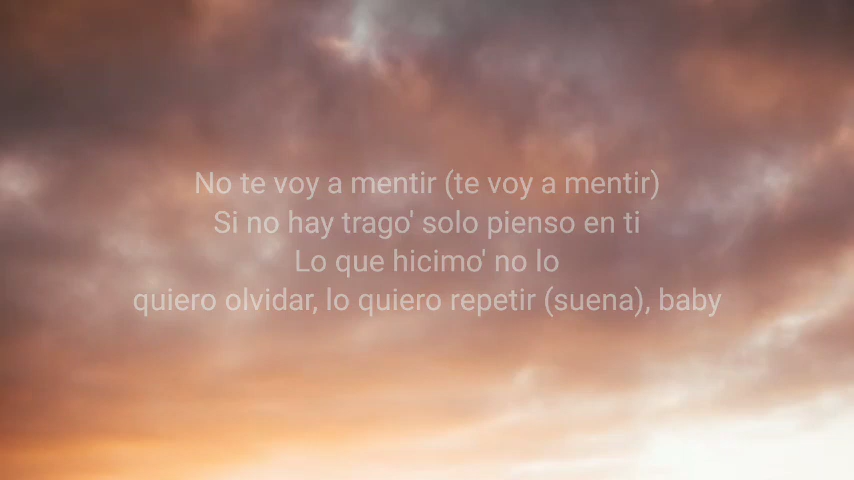 No te voy a mentir (te voy a mentir)
Si no hay trago' solo pienso en ti
Lo que hicimo' no lo
quiero olvidar, lo quiero repetir (suena), baby